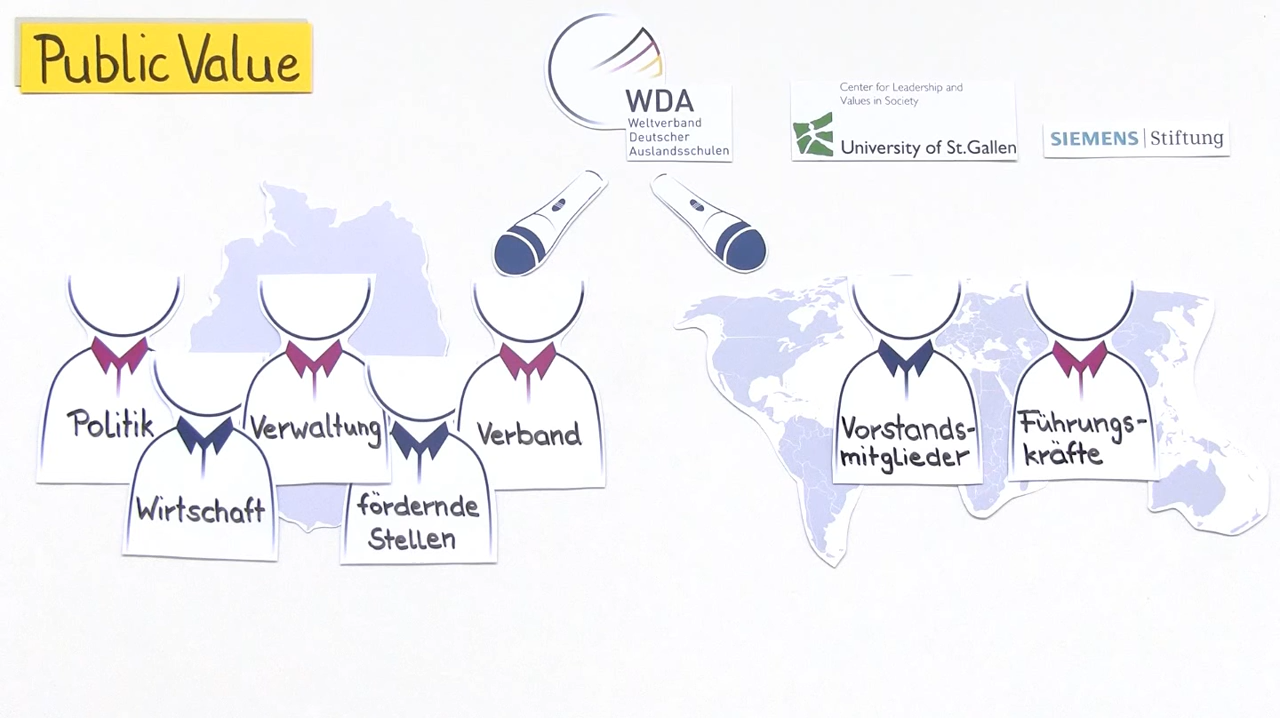 Public Value
WDA
Weltverband
Deutscher
Auslandsschulen
Center for Leadership and
Values in Society
University of St.Gallen
SIEMENS | Stiftung
Politik
Verwaltung
Verband
Wirtschaft
fördernde
Stellen
Vorstands-
mitglieder
Führungs-
kräfte